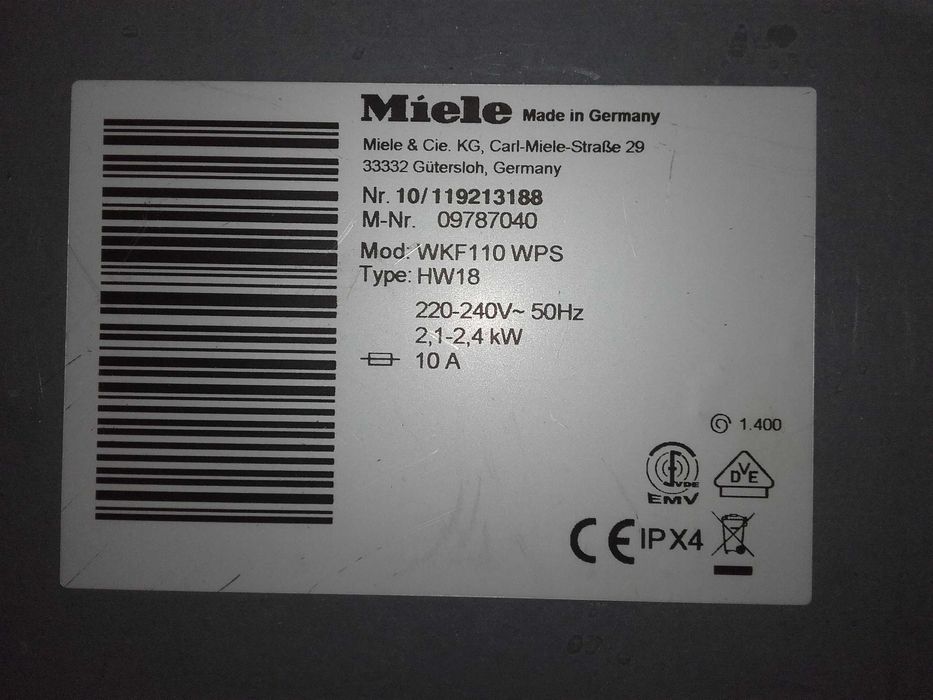 Miele Made in Germany
Miele & Cie. KG, Carl-Miele-Straße 29
33332 Gütersloh, Germany
Nr. 10/119213188
M-Nr. 09787040
Mod: WKF110 WPS
Type: HW18
220-240V~ 50Hz
2,1-2,4 kW
10 A
1.400
VDE
EMV
DVE
CE IPX4